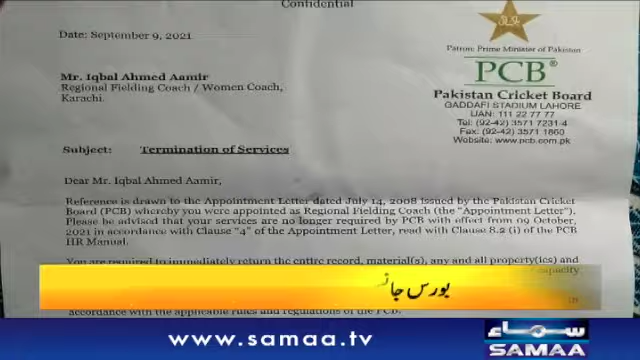 Confidential
Date: September 9, 2021
Patron: Prime Minister of Pakistan
PCB®
Pakistan Cricket Board
GADDAFI STADIUM LAHORE
UAN: 111 22 77 77
Tel: (92-42) 3571 7231-4
Fax: (92-42) 3571 1860
Website: www.pcb.com.pk
Mr. Iqbal Ahmed Aamir
Regional Fielding Coach / Women Coach,
Karachi.
Subject: Termination of Services
Dear Mr. Iqbal Ahmed Aamir,
Reference is drawn to the Appointment Letter dated July 14, 2008 issued by the Pakistan Cricket
Board (PCB) whereby you were appointed as Regional Fielding Coach (the "Appointment Letter").
Please be advised that your services are no longer required by PCB with effect from 09 October,
2021 in accordance with Clause "4" of the Appointment Letter, read with Clause 8.2 (i) of the PCB
HR Manual.
You are required to immediately return the entire record, material(s), any and all property(ies) and
capacity
in
accordance with the applicable rules and regulations of the PCB.
بورس جا
www.samaa.tv
سماء
SAMAA